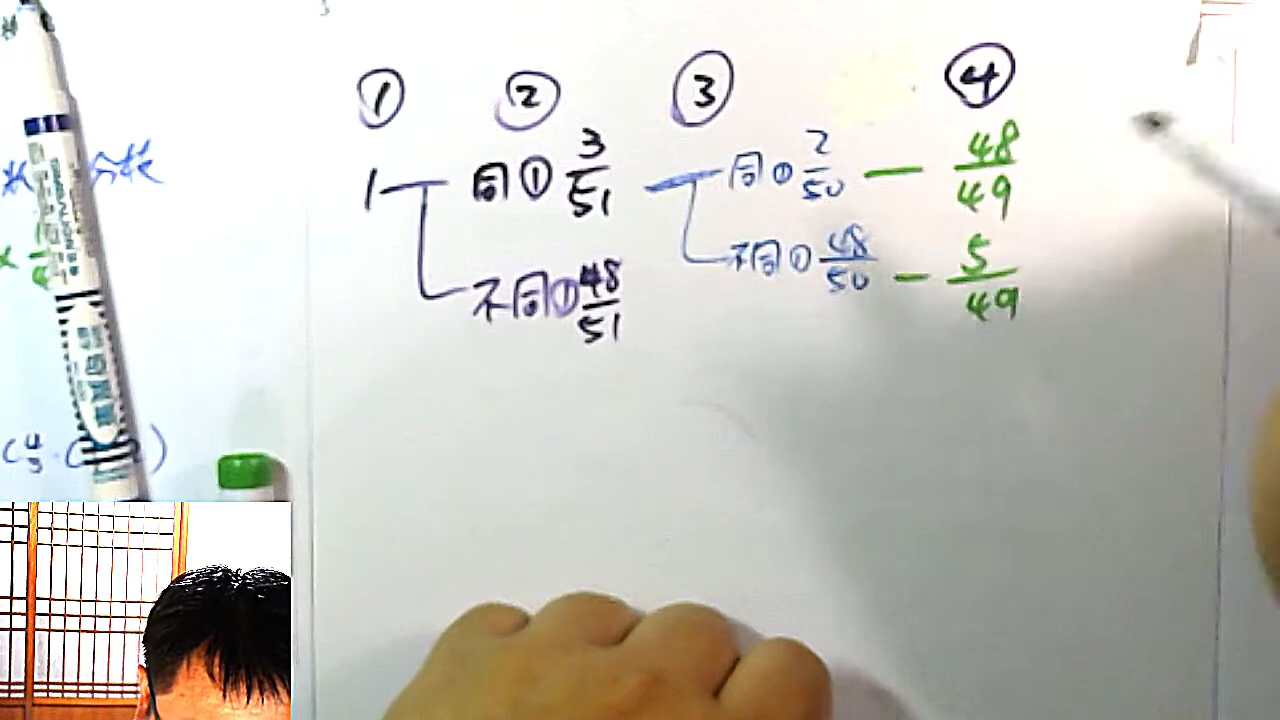 ① ② ③ ④
1 — 同① 3/51 — 同① 2/50 — 48/49
不同① 48/51
不同① 48/50 — 5/49